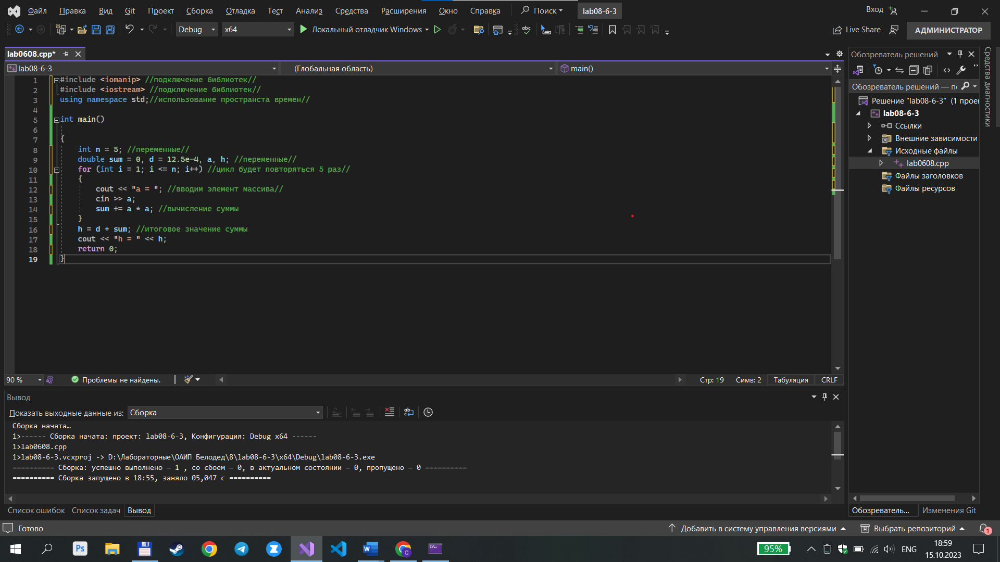 Файл Правка Вид Git Проект Сборка Отладка Тест Анализ Средства Расширения Окно Справка Поиск lab08-6-3 Вход
Debug x64 Локальный отладчик Windows Live Share АДМИНИСТРАТОР
lab0608.cpp*
lab08-6-3 (Глобальная область) main()
1 #include <iomanip> //подключение библиотек//
2 #include <iostream> //подключение библиотек//
3 using namespace std;//использование пространста времен//
4
5 int main()
6
7 {
8 int n = 5; //переменные//
9 double sum = 0, d = 12.5e-4, a, h; //переменные//
10 for (int i = 1; i <= n; i++) //цикл будет повторяться 5 раз//
11 {
12 cout << "a = "; //вводим элемент массива//
13 cin >> a;
14 sum += a * a; //вычисление суммы
15 }
16 h = d + sum; //итоговое значение суммы
17 cout << "h = " << h;
18 return 0;
19 }
90 % Проблемы не найдены. Стр: 19 Симв: 2 Табуляция CRLF
Вывод
Показать выходные данные из: Сборка
Сборка начата…
1>------ Сборка начата: проект: lab08-6-3, Конфигурация: Debug x64 ------
1>lab0608.cpp
1>lab08-6-3.vcxproj -> D:\Лабораторные\ОАИП Белодед\8\lab08-6-3\x64\Debug\lab08-6-3.exe
========== Сборка: успешно выполнено — 1 , со сбоем — 0, в актуальном состоянии — 0, пропущено — 0 ==========
========== Сборка запущено в 18:55, заняло 05,047 с ==========
Список ошибок Список задач Вывод
Обозреватель решений
Обозреватель решений —
Решение "lab08-6-3" (1 проек
lab08-6-3
Ссылки
Внешние зависимости
Исходные файлы
lab0608.cpp
Файлы заголовков
Файлы ресурсов
Обозреватель... Изменения Git
Средства диагностики
Готово Добавить в систему управления версиями Выбрать репозиторий 1
Ps 95% ENG 18:59
15.10.2023